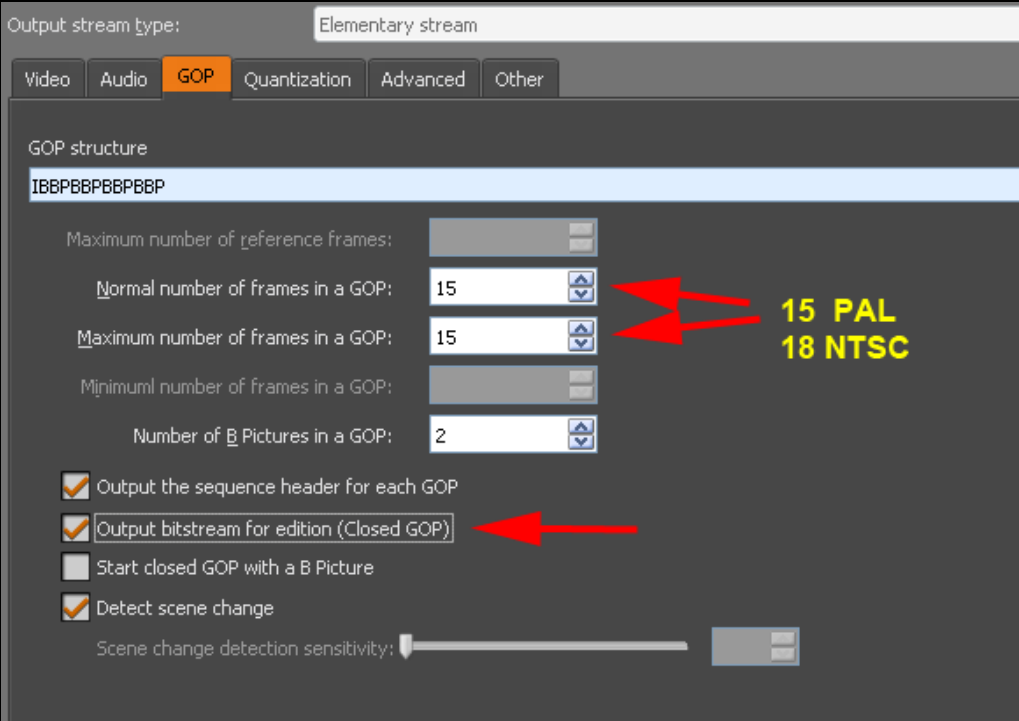 Output stream type: Elementary stream
Video Audio GOP Quantization Advanced Other
GOP structure
IBBPBBPBBPBBP
Maximum number of reference frames:
Normal number of frames in a GOP: 15
Maximum number of frames in a GOP: 15
15 PAL
18 NTSC
Minimuml number of frames in a GOP:
Number of B Pictures in a GOP: 2
Output the sequence header for each GOP
Output bitstream for edition (Closed GOP)
Start closed GOP with a B Picture
Detect scene change
Scene change detection sensitivity: